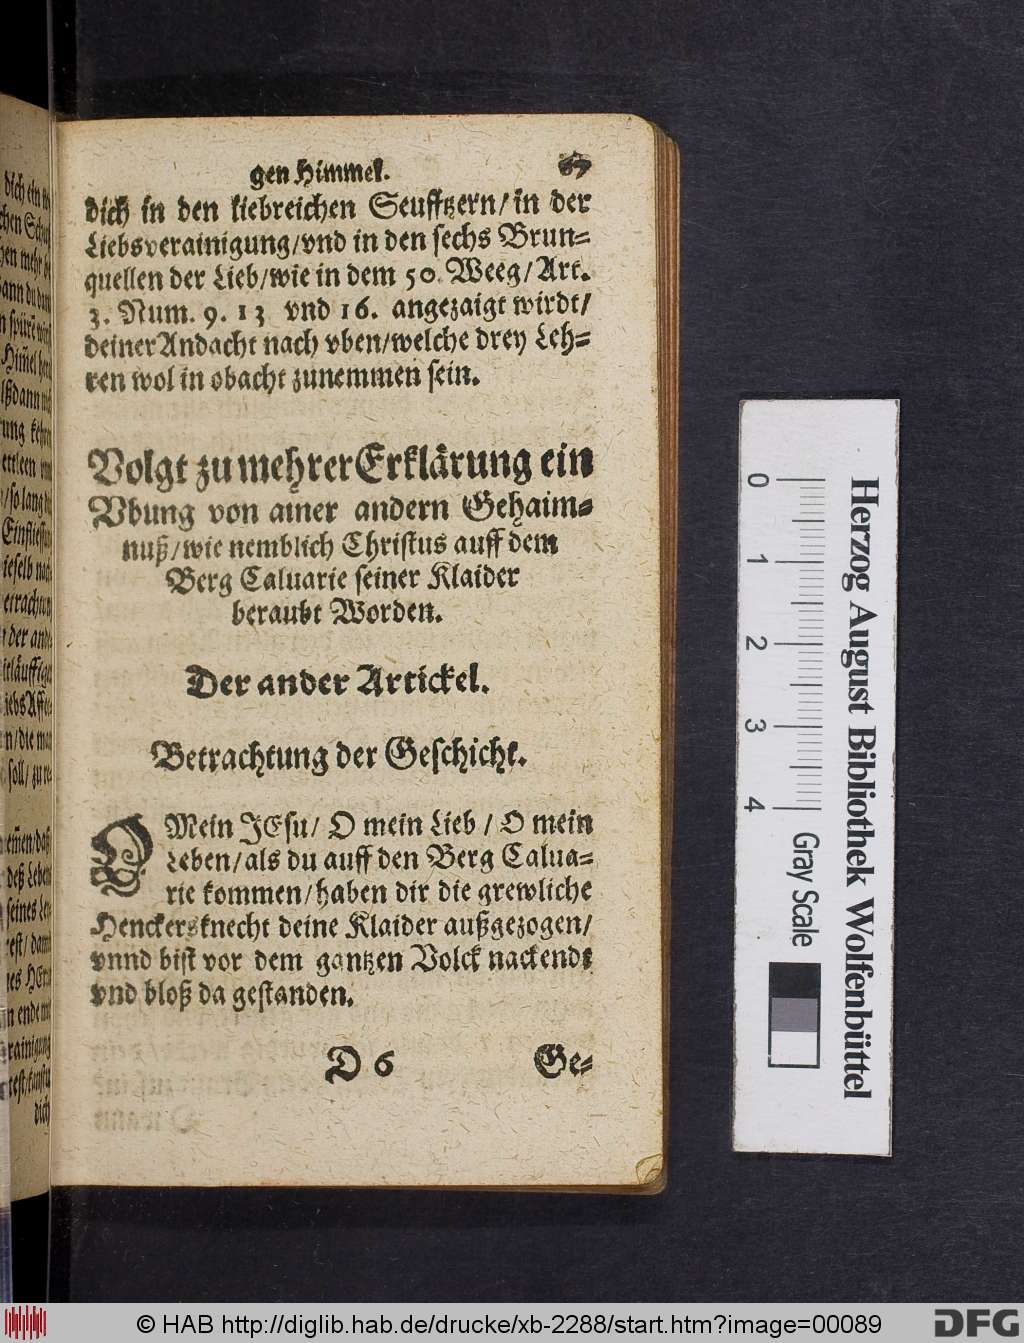 gen Himmel. 67
dich in den liebreichen Seufftzern/ in der
Liebsverainigung/vnd in den sechs Brun-
quellen der Lieb/wie in dem 50. Weeg/Art.
3. Num. 9. 13 vnd 16. angezaigt wirdt/
deiner Andacht nach vben/welche drey Leh-
ren wol in obacht zunemmen sein.
Volgt zu mehrer Erklärung ein
Vbung von ainer andern Gehaim-
nuß/wie nemblich Christus auff dem
Berg Caluarie seiner Klaider
beraubt Worden.
Der ander Artickel.
Betrachtung der Geschicht.
O Mein JEsu/ O mein Lieb / O mein
Leben/als du auff den Berg Calua-
rie kommen/haben dir die grewliche
Henckersknecht deine Klaider außgezogen/
vnnd bist vor dem gantzen Volck nackendt
vnd bloß da gestanden.
D 6 Ge-
dich
Herzog August Bibliothek Wolfenbüttel
0 1 2 3 4
Gray Scale
© HAB http://diglib.hab.de/drucke/xb-2288/start.htm?image=00089
DFG